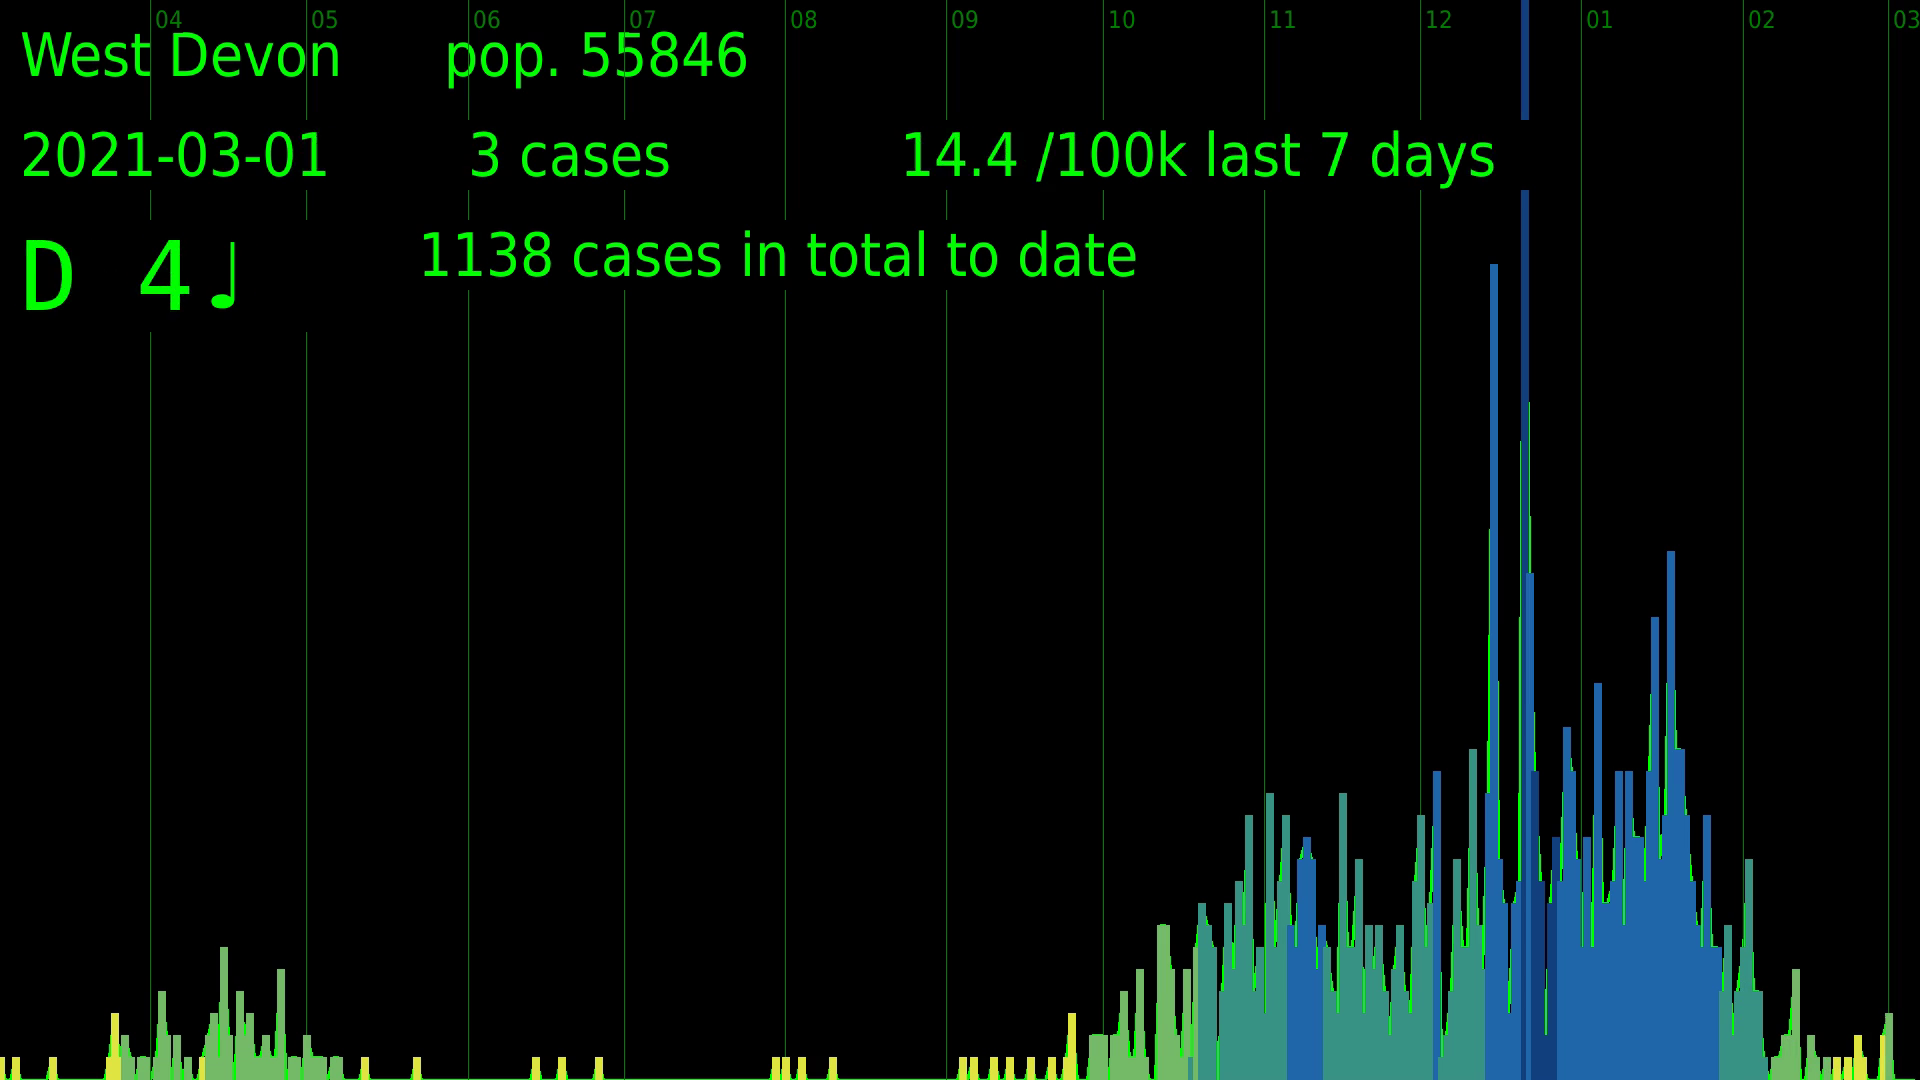 04 05 06 07 08 09 10 11 12 01 02 03
West Devon pop. 55846
2021-03-01 3 cases 14.4 /100k last 7 days
D 4♩ 1138 cases in total to date